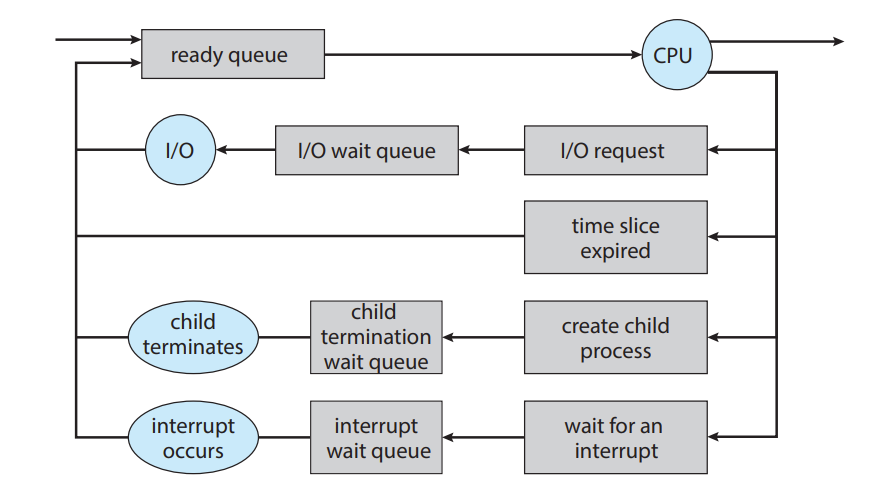 ready queue
CPU
I/O
I/O wait queue
I/O request
time slice
expired
child
terminates
child
termination
wait queue
create child
process
interrupt
occurs
interrupt
wait queue
wait for an
interrupt